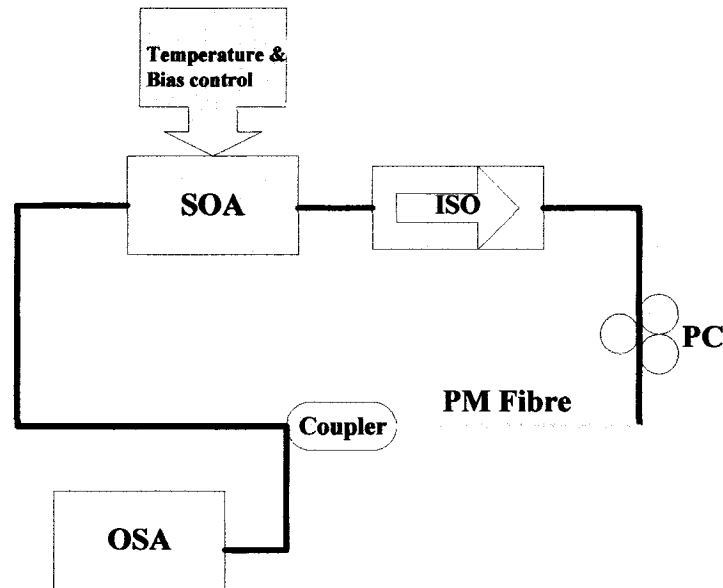 Temperature &
Bias control
SOA
ISO
PC
PM Fibre
Coupler
OSA